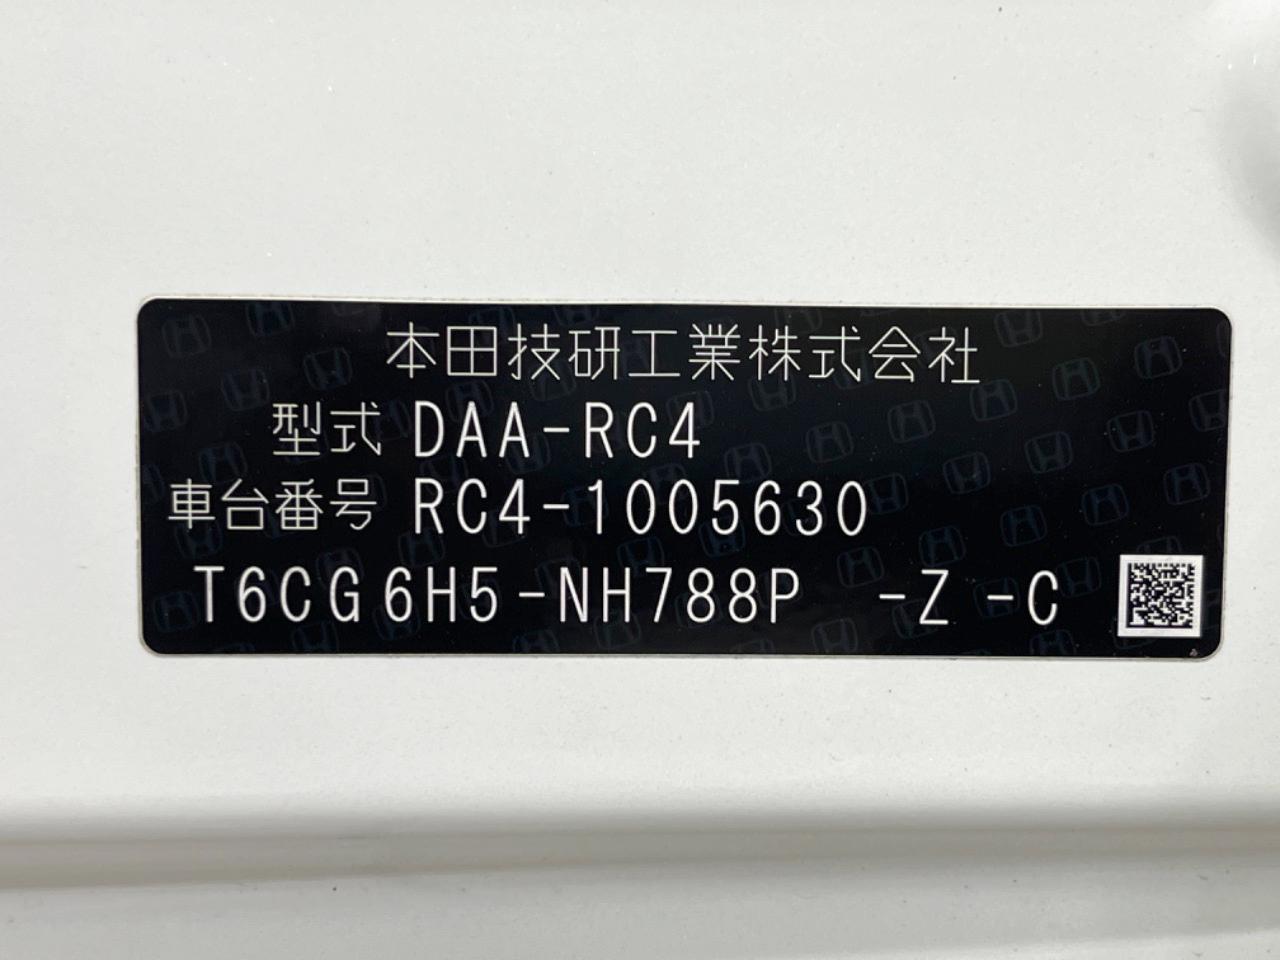 本田技研工業株式会社
型式 DAA-RC4
車台番号 RC4-1005630
T6CG6H5-NH788P -Z -C